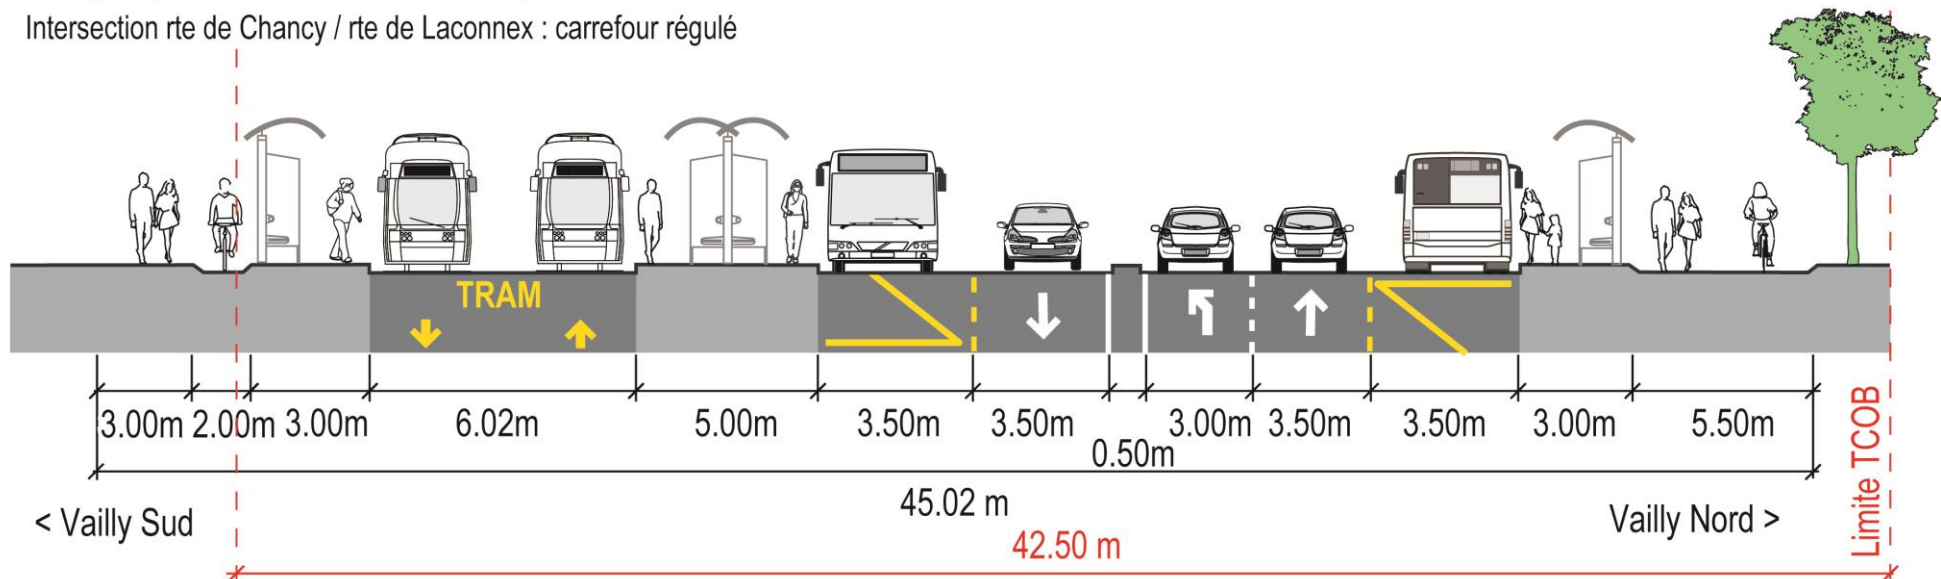 Intersection rte de Chancy / rte de Laconnex : carrefour régulé
TRAM
3.00m 2.00m 3.00m 6.02m 5.00m 3.50m 3.50m 3.00m 3.50m 3.50m 3.00m 5.50m
0.50m
45.02 m
< Vailly Sud
Vailly Nord >
42.50 m
Limite TCOB